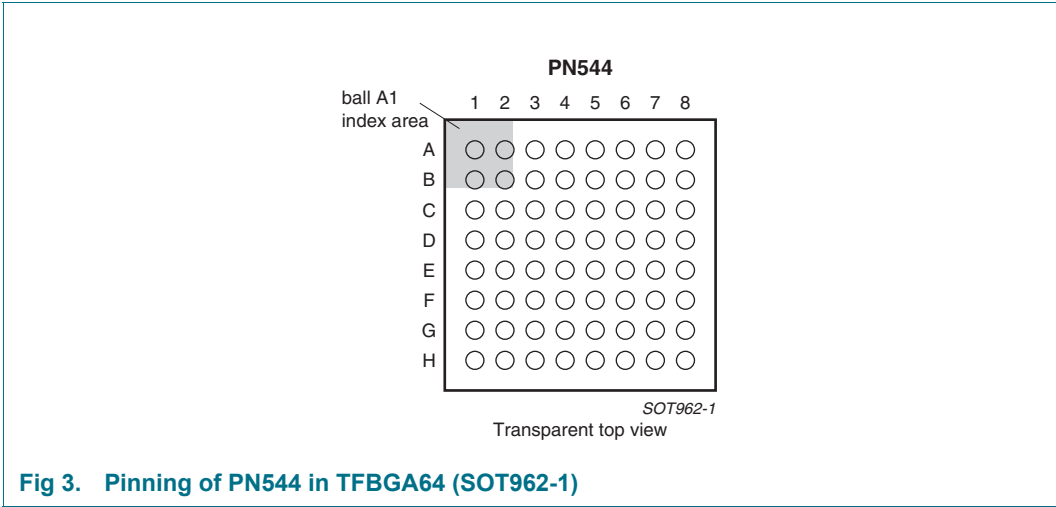 PN544
ball A1
index area
1 2 3 4 5 6 7 8
A
B
C
D
E
F
G
H
SOT962-1
Transparent top view
Fig 3. Pinning of PN544 in TFBGA64 (SOT962-1)